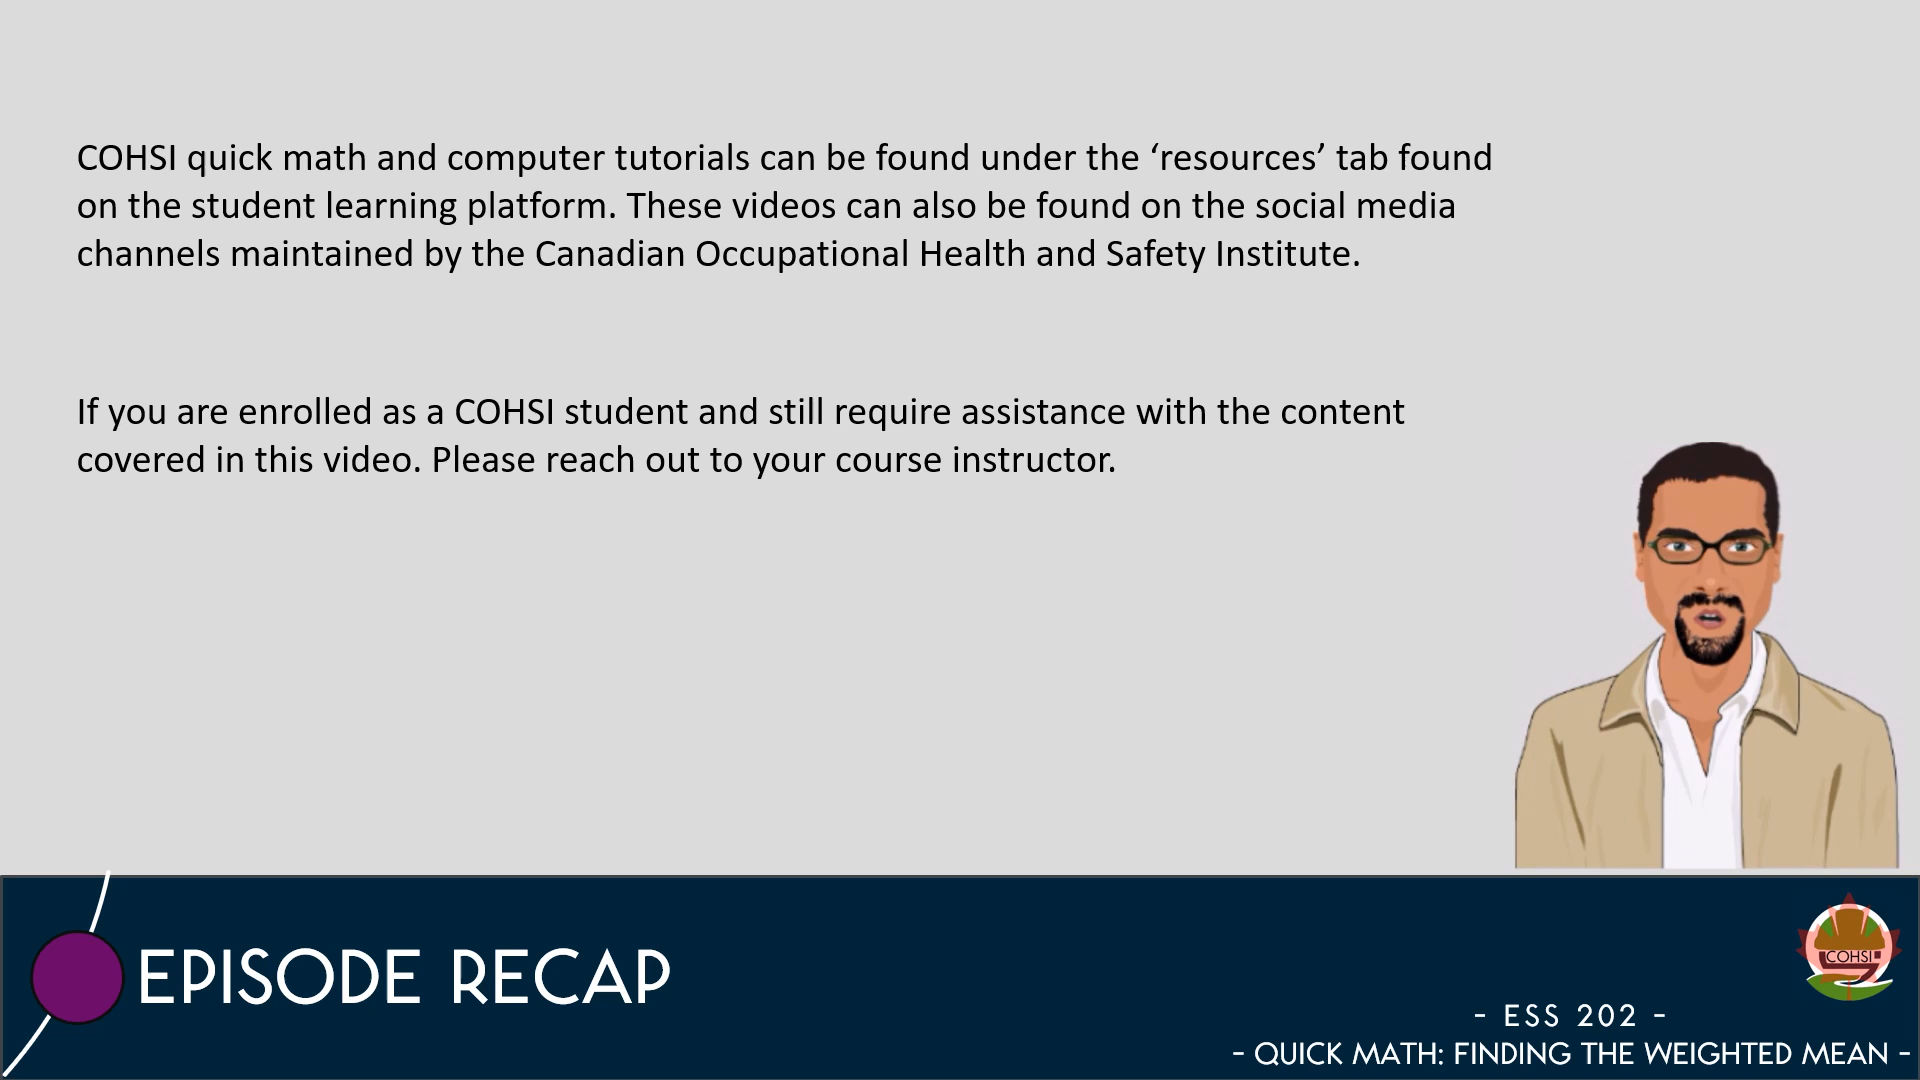 COHSI quick math and computer tutorials can be found under the ‘resources’ tab found
on the student learning platform. These videos can also be found on the social media
channels maintained by the Canadian Occupational Health and Safety Institute.
If you are enrolled as a COHSI student and still require assistance with the content
covered in this video. Please reach out to your course instructor.
EPISODE RECAP
COHSI
- ESS 202 -
- QUICK MATH: FINDING THE WEIGHTED MEAN -